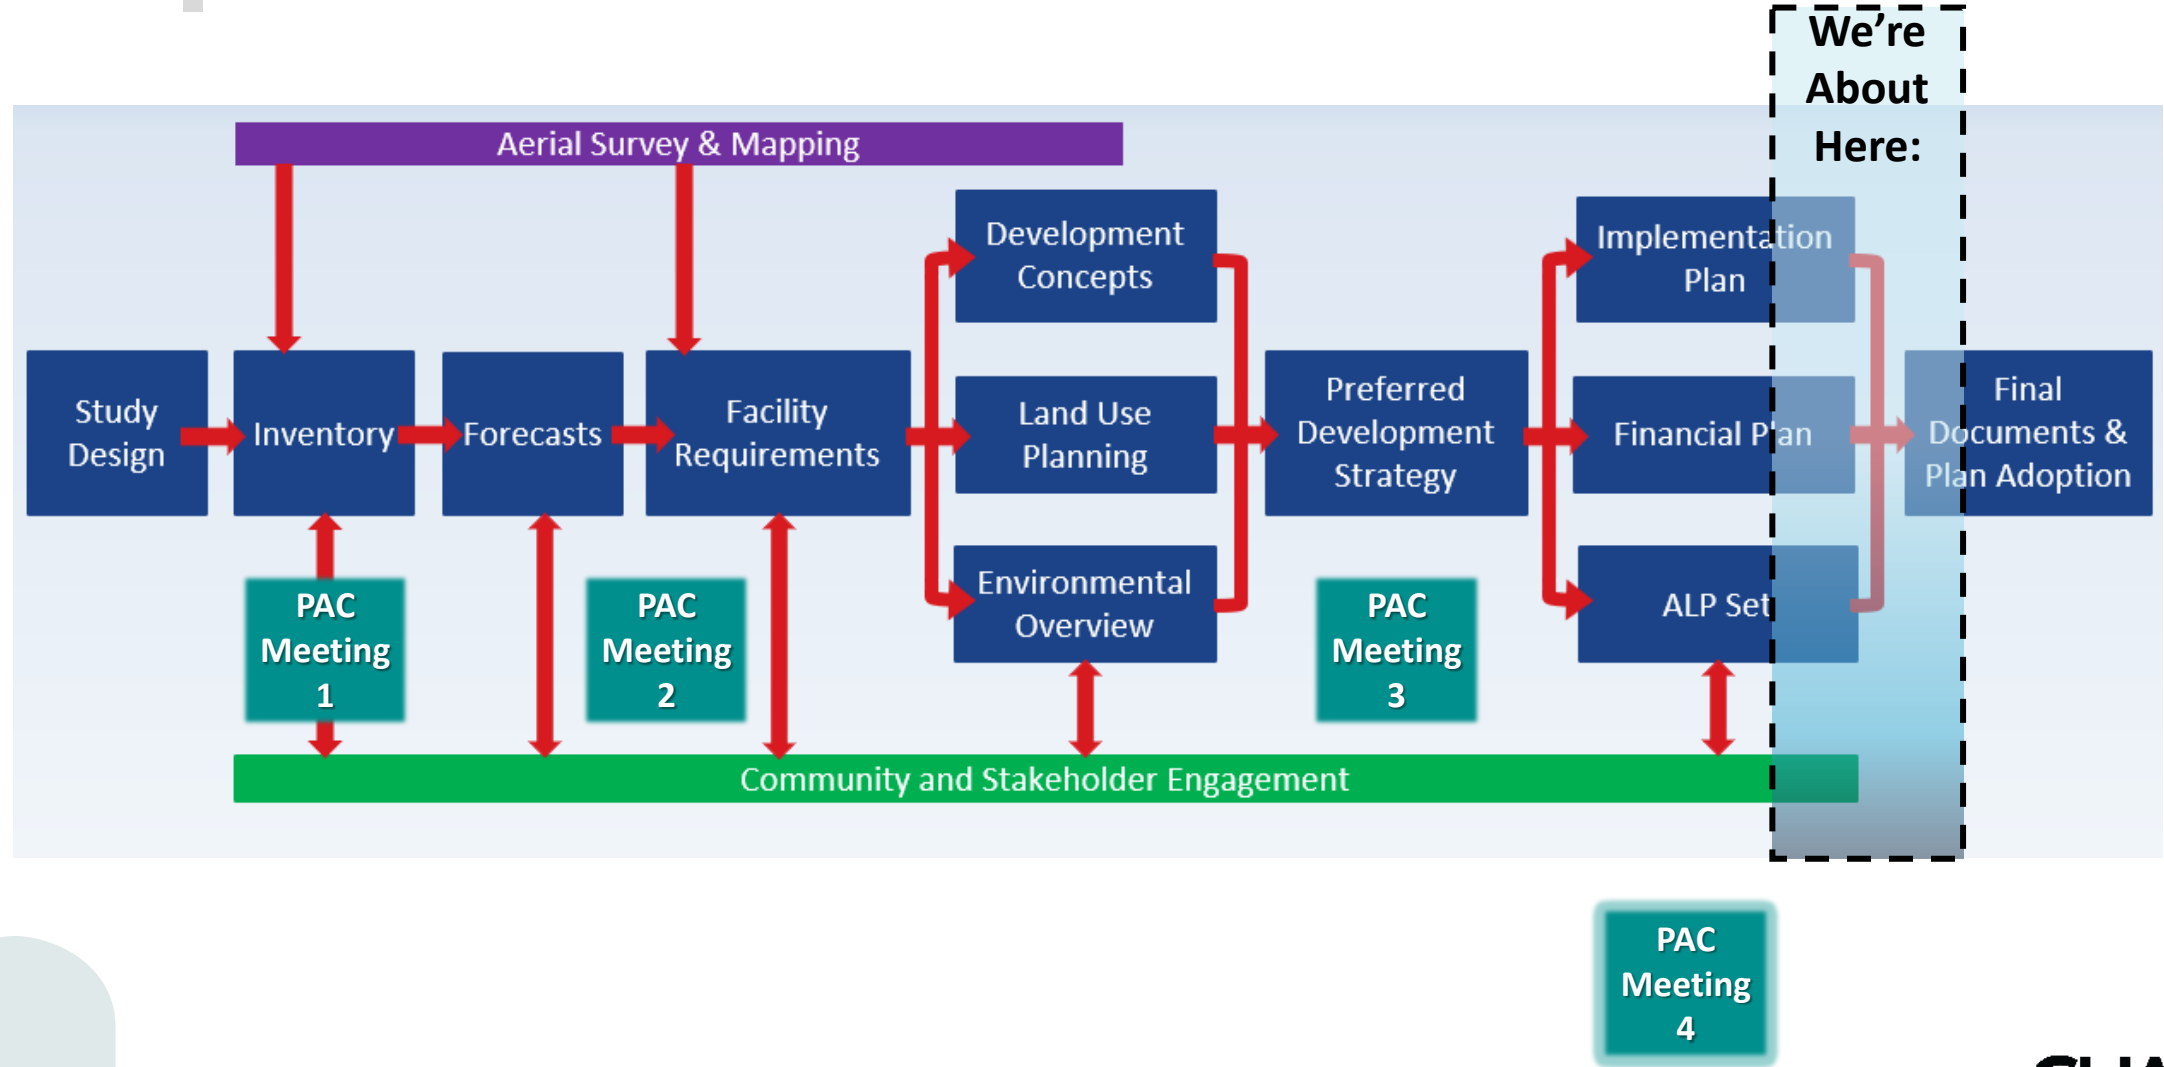 We're
About
Here:
Aerial Survey & Mapping
Development
Concepts
Implementation
Plan
Study
Design
Inventory
Forecasts
Facility
Requirements
Land Use
Planning
Preferred
Development
Strategy
Financial Plan
Final
Documents &
Plan Adoption
Environmental
Overview
ALP Set
PAC
Meeting
1
PAC
Meeting
2
PAC
Meeting
3
Community and Stakeholder Engagement
PAC
Meeting
4